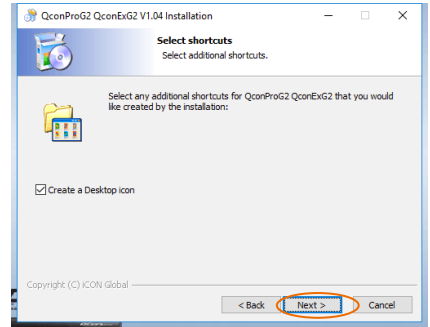 QconProG2 QconExG2 V1.04 Installation
Select shortcuts
Select additional shortcuts.
Select any additional shortcuts for QconProG2 QconExG2 that you would
like created by the installation:
Create a Desktop icon
Copyright (C) iCON Global
< Back
Next >
Cancel